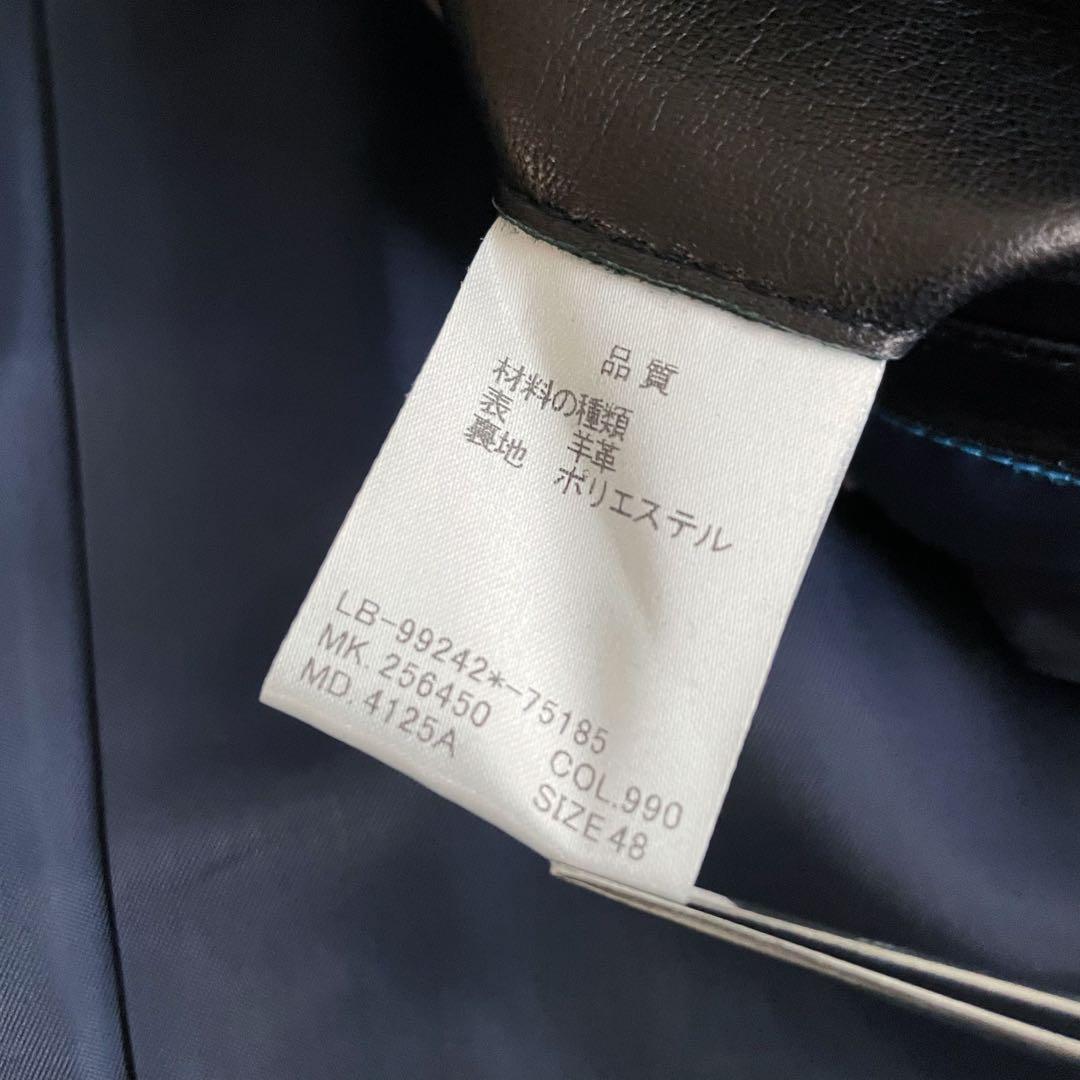 品質
材料の種類
表 羊革
裏地 ポリエステル
LB-99242*-75185
MK. 256450 COL.990
MD. 4125A SIZE 48